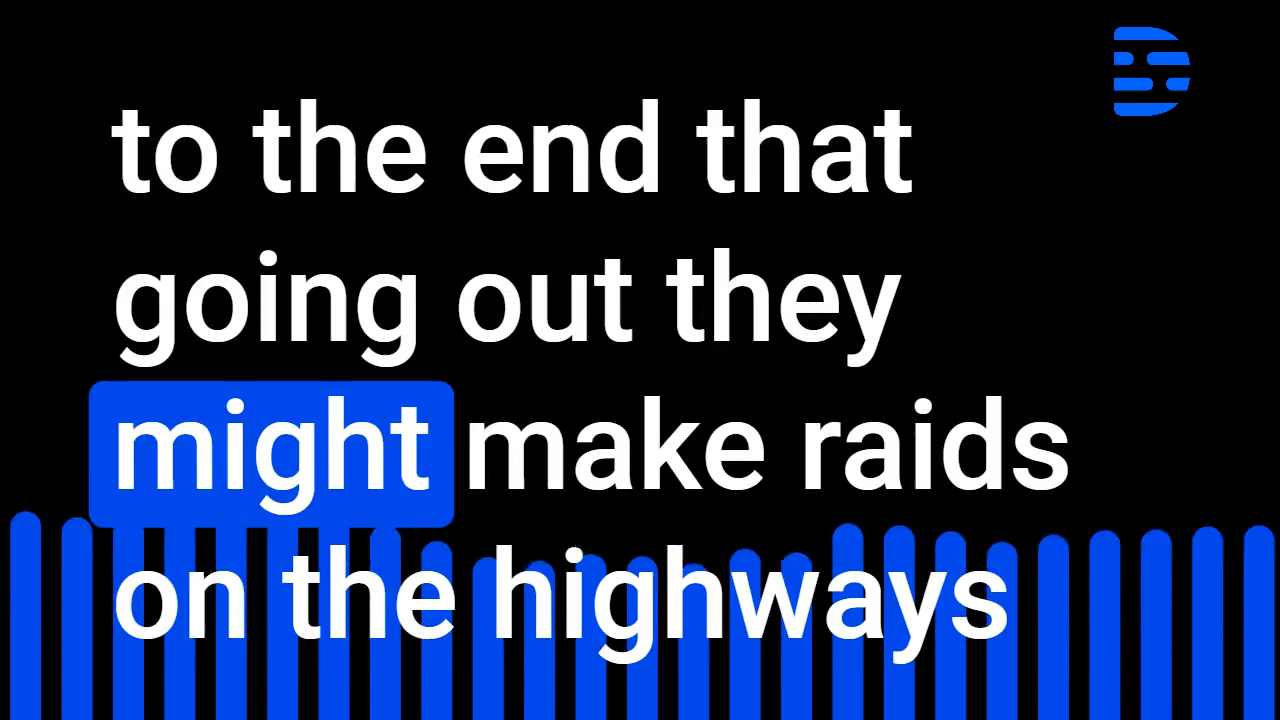 to the end that
going out they
might make raids
on the highways